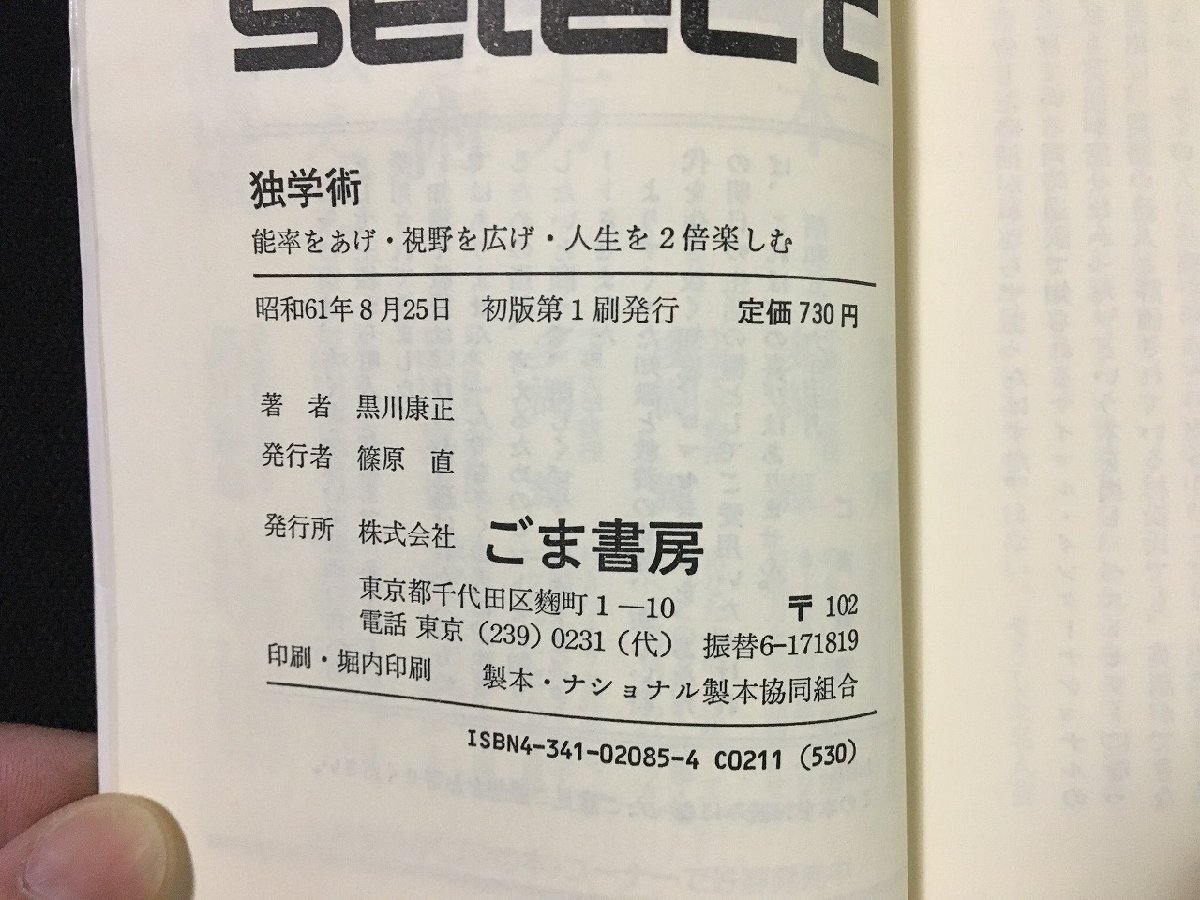 select
独学術
能率をあげ・視野を広げ・人生を2倍楽しむ
昭和61年8月25日 初版第1刷発行 定価730円
著者 黒川康正
発行者 篠原 直
発行所 株式会社 ごま書房
東京都千代田区麴町1―10 〒102
電話 東京 (239) 0231 (代) 振替6-171819
印刷・堀内印刷 製本・ナショナル製本協同組合
ISBN4-341-02085-4 C0211 (530)